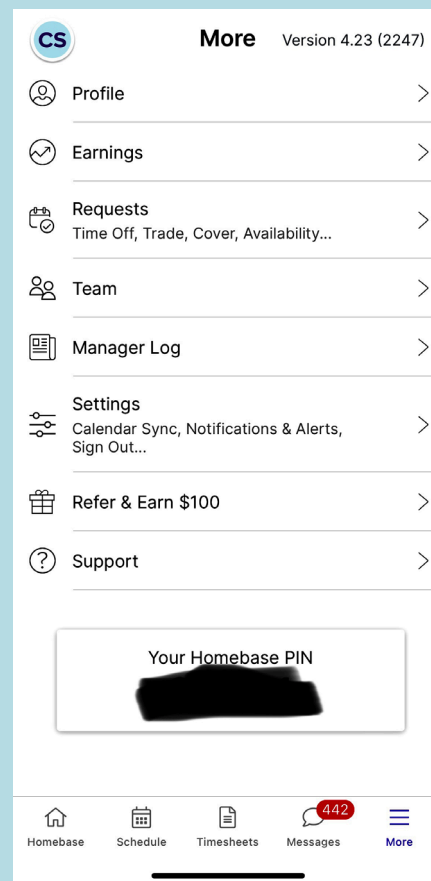 CS
More
Version 4.23 (2247)
Profile
Earnings
Requests
Time Off, Trade, Cover, Availability...
Team
Manager Log
Settings
Calendar Sync, Notifications & Alerts,
Sign Out...
Refer & Earn $100
Support
Your Homebase PIN
442
Homebase
Schedule
Timesheets
Messages
More